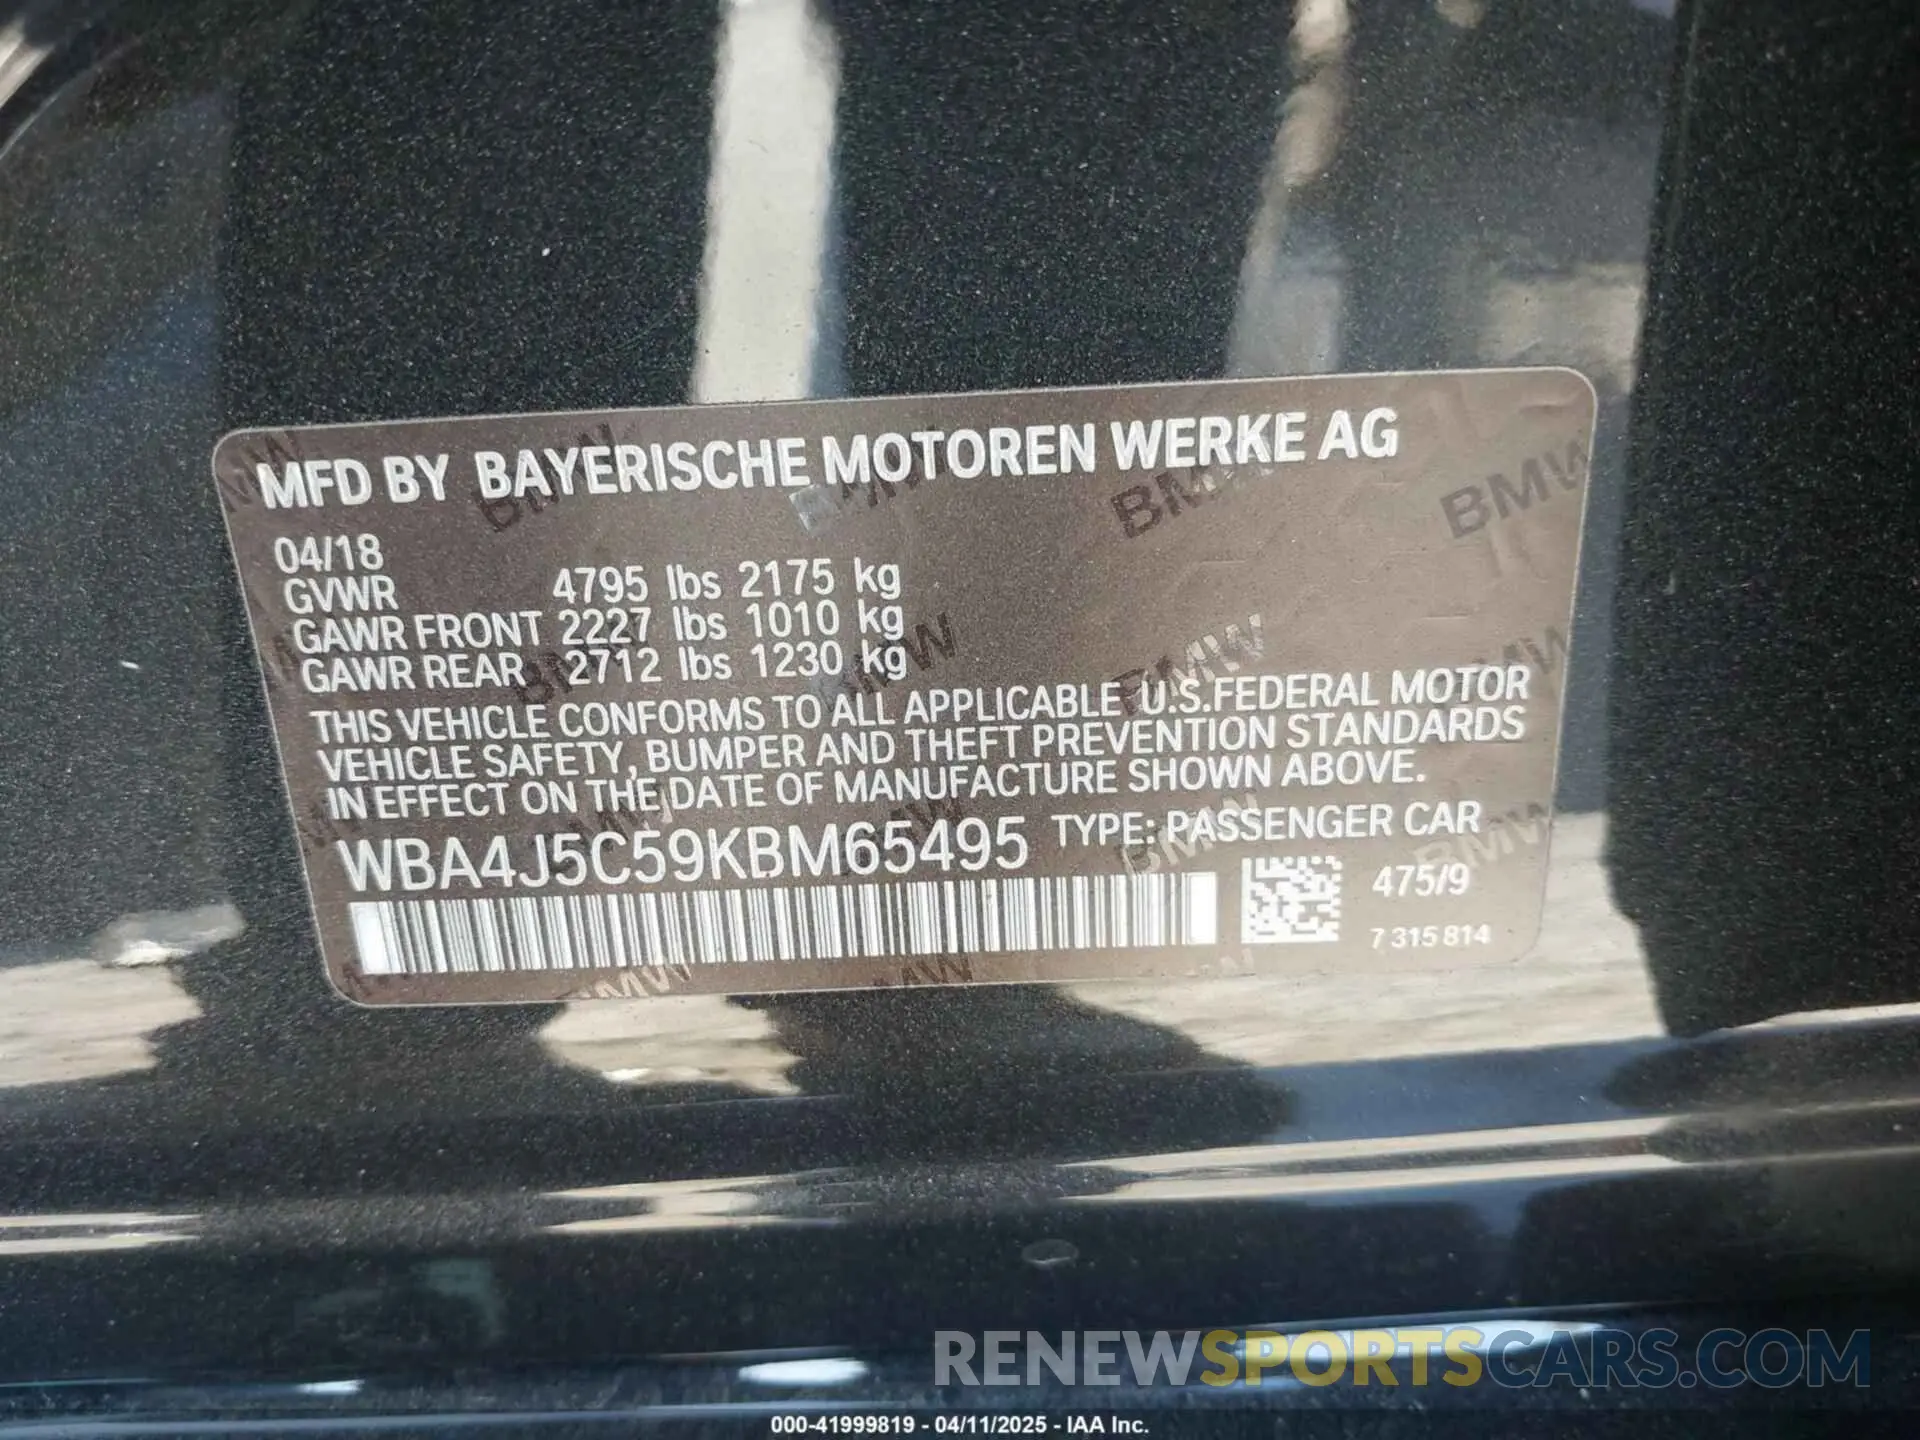 MFD BY BAYERISCHE MOTOREN WERKE AG
04/18
GVWR 4795 lbs 2175 kg
GAWR FRONT 2227 lbs 1010 kg
GAWR REAR 2712 lbs 1230 kg
THIS VEHICLE CONFORMS TO ALL APPLICABLE U.S.FEDERAL MOTOR
VEHICLE SAFETY, BUMPER AND THEFT PREVENTION STANDARDS
IN EFFECT ON THE DATE OF MANUFACTURE SHOWN ABOVE.
WBA4J5C59KBM65495 TYPE: PASSENGER CAR
475/9
7 315 814
RENEWSPORTSCARS.COM
000-41999819 - 04/11/2025 - IAA Inc.